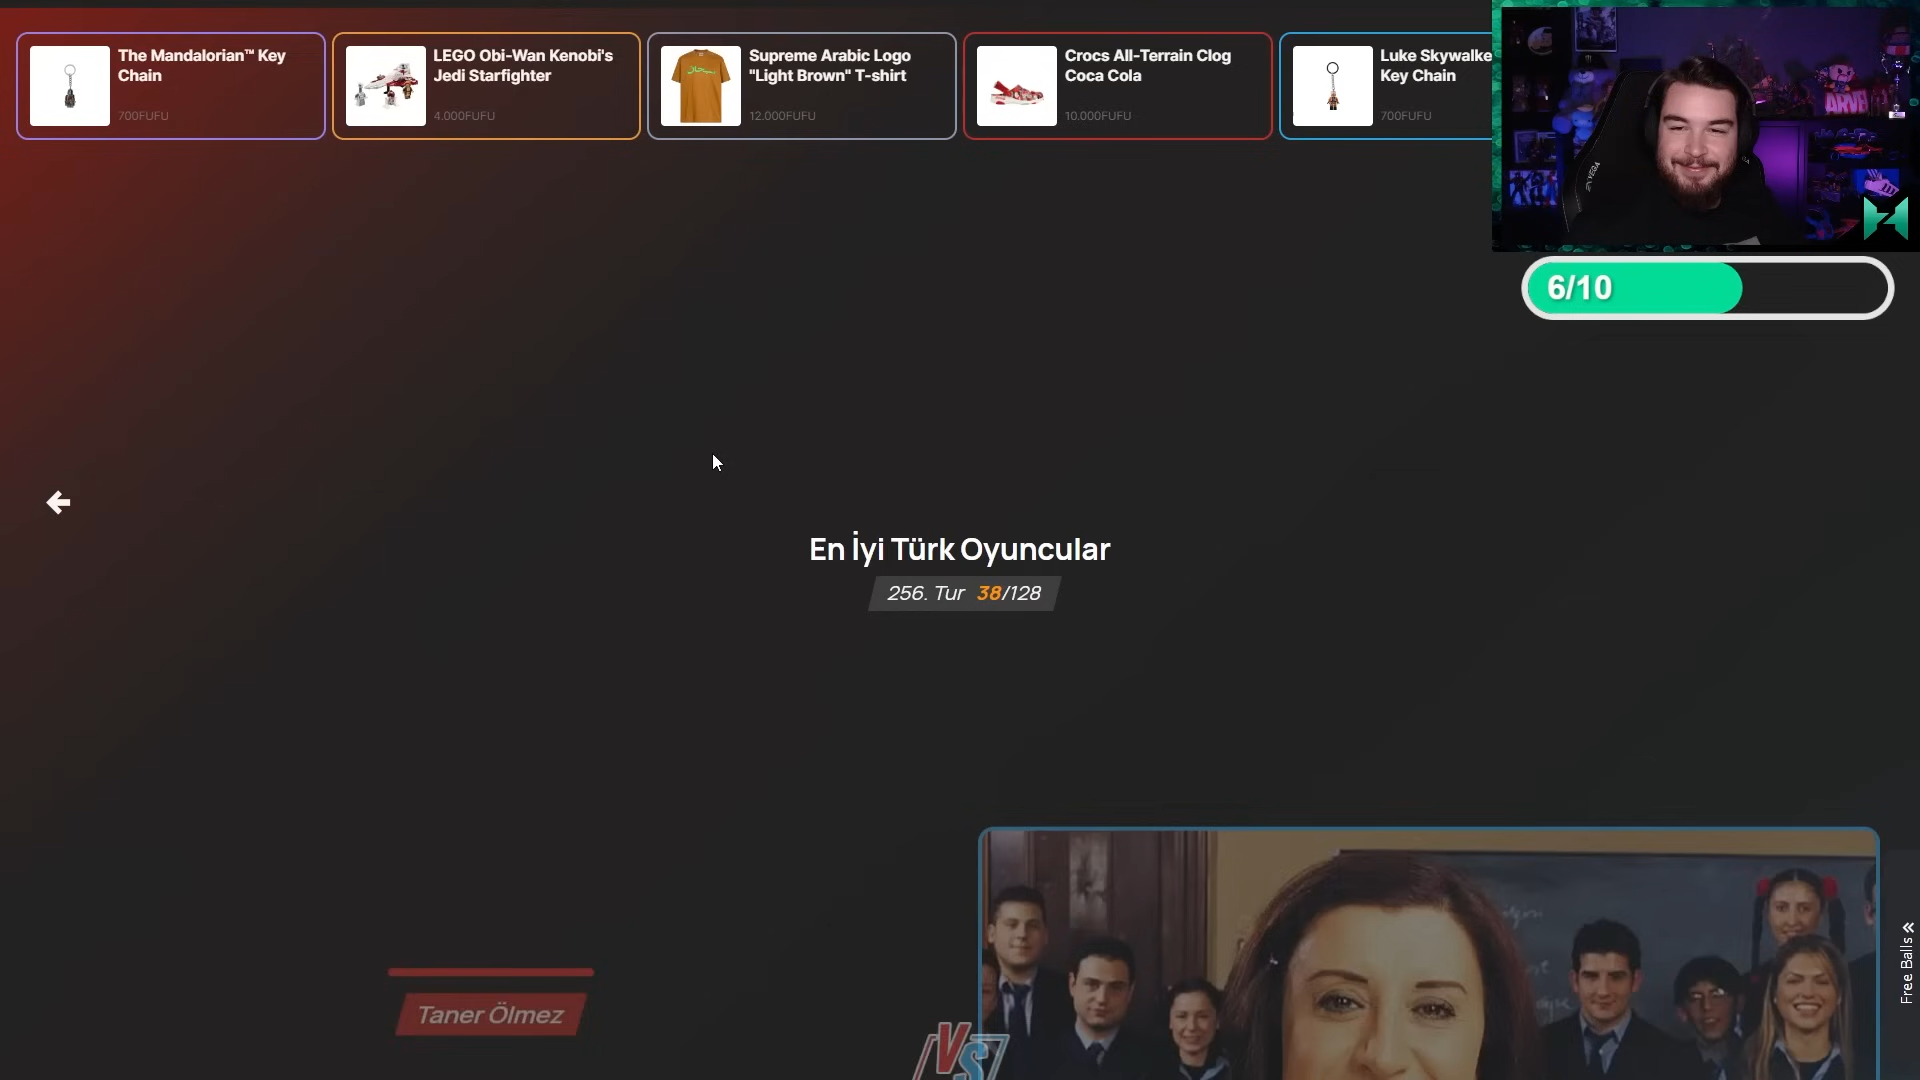 The Mandalorian™ Key
Chain
700FUFU
LEGO Obi-Wan Kenobi's
Jedi Starfighter
4.000FUFU
Supreme Arabic Logo
"Light Brown" T-shirt
12.000FUFU
Crocs All-Terrain Clog
Coca Cola
10.000FUFU
Luke Skywalke
Key Chain
700FUFU
6/10
En İyi Türk Oyuncular
256. Tur 38/128
Taner Ölmez
VS
Free Balls